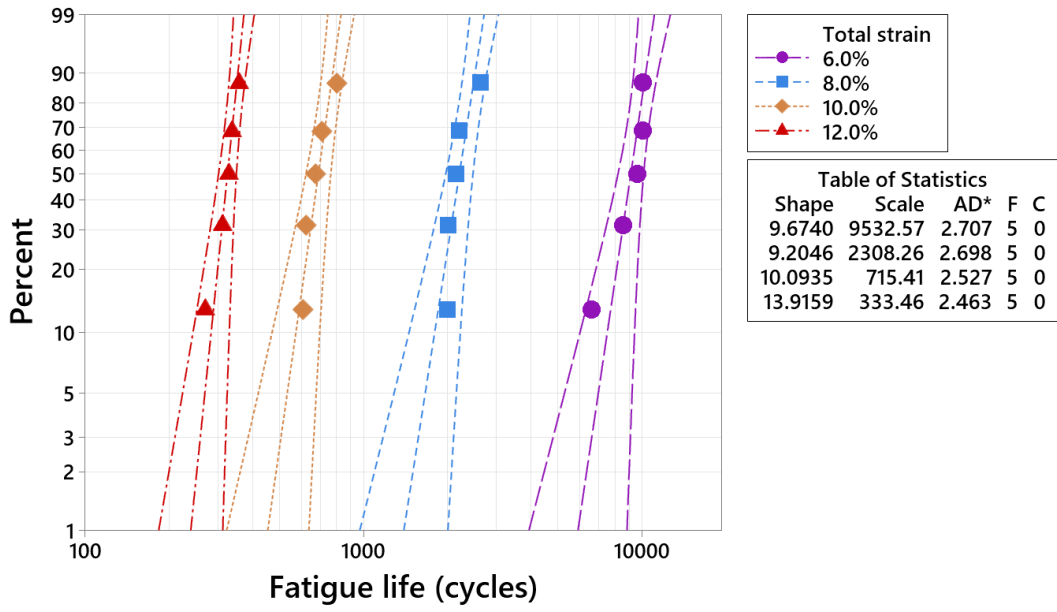 99
90
80
70
60
50
40
30
20
10
5
3
2
1
Percent
100
1000
10000
Fatigue life (cycles)
Total strain
6.0%
8.0%
10.0%
12.0%
Table of Statistics
Shape Scale AD* F C
9.6740 9532.57 2.707 5 0
9.2046 2308.26 2.698 5 0
10.0935 715.41 2.527 5 0
13.9159 333.46 2.463 5 0